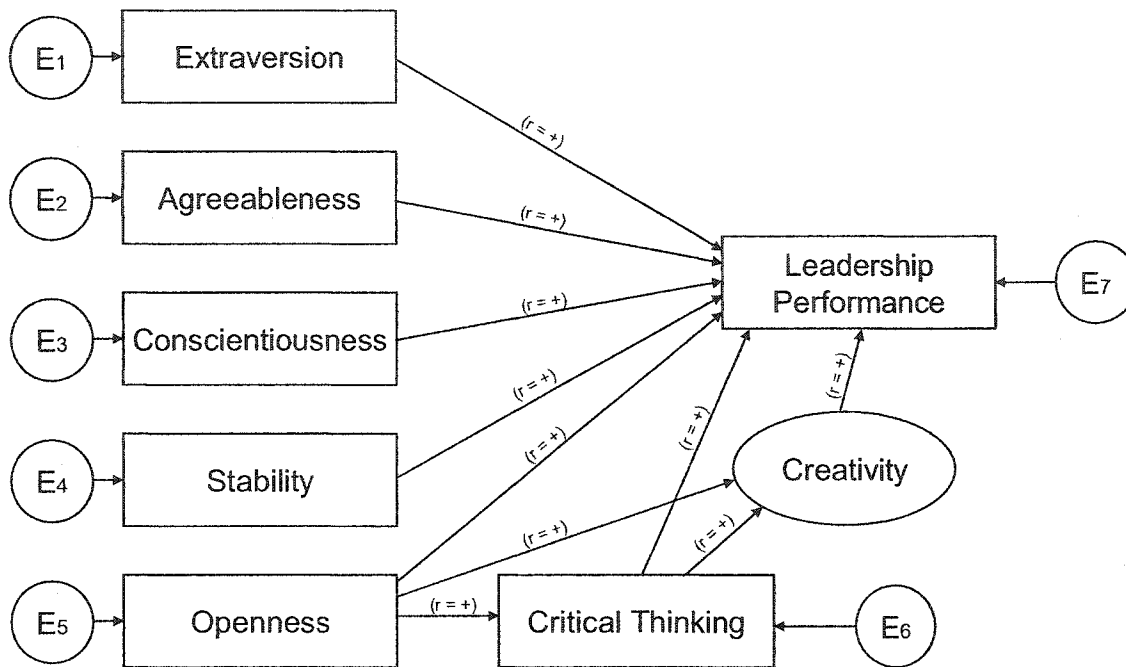 E1
Extraversion
(r = +)
E2
Agreeableness
(r = +)
Leadership
Performance
E7
E3
Conscientiousness
(r = +)
(r = +)
(r = +)
(r = +)
(r = +)
E4
Stability
Creativity
(r = +)
(r = +)
E5
Openness
(r = +)
Critical Thinking
E6